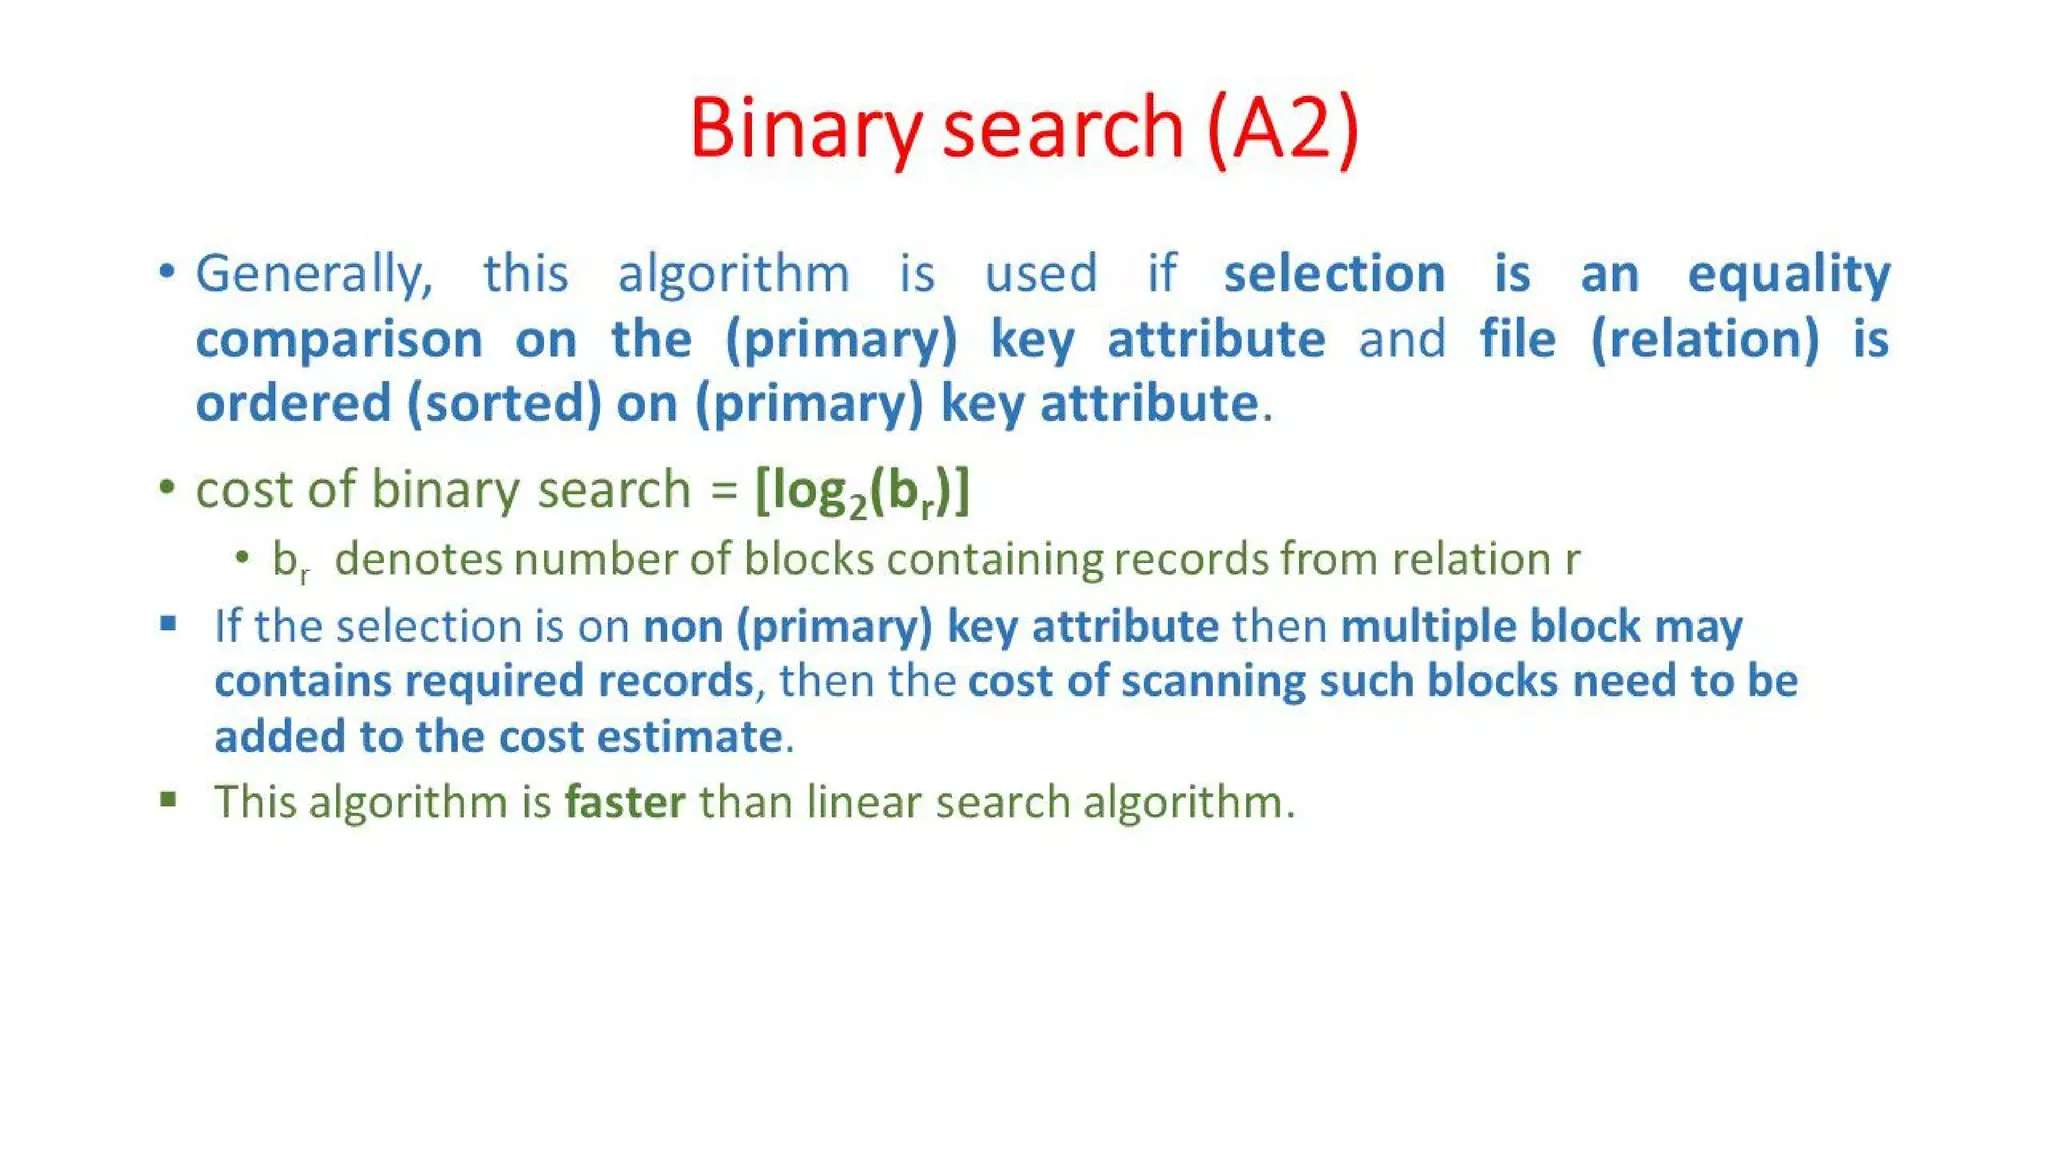 Binary search (A2)
• Generally, this algorithm is used if selection is an equality
comparison on the (primary) key attribute and file (relation) is
ordered (sorted) on (primary) key attribute.
• cost of binary search = [log₂(bᵣ)]
• bᵣ denotes number of blocks containing records from relation r
▪ If the selection is on non (primary) key attribute then multiple block may
contains required records, then the cost of scanning such blocks need to be
added to the cost estimate.
▪ This algorithm is faster than linear search algorithm.